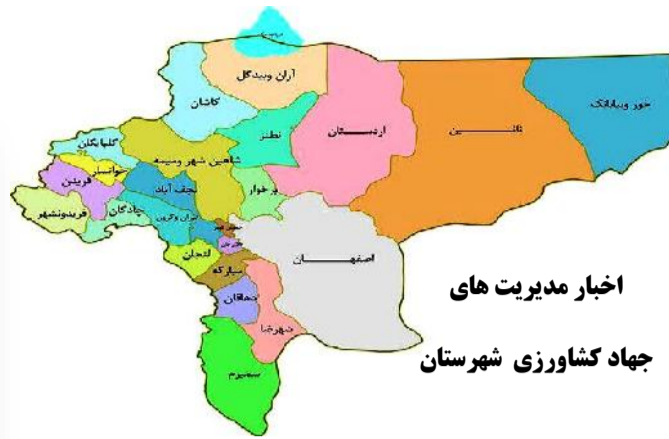 آران وبیدگل
کاشان
نطنز
اردستان
نائین
خور وبیابانک
گلپایگان
خوانسار
فریدن
فریدونشهر
چادگان
شاهین شهر ومیمه
نجف آباد
تیران وکرون
برخوار
لنجان
مبارکه
اصفهان
دهاقان
شهرضا
سمیرم
اخبار مدیریت های
جهاد کشاورزی شهرستان